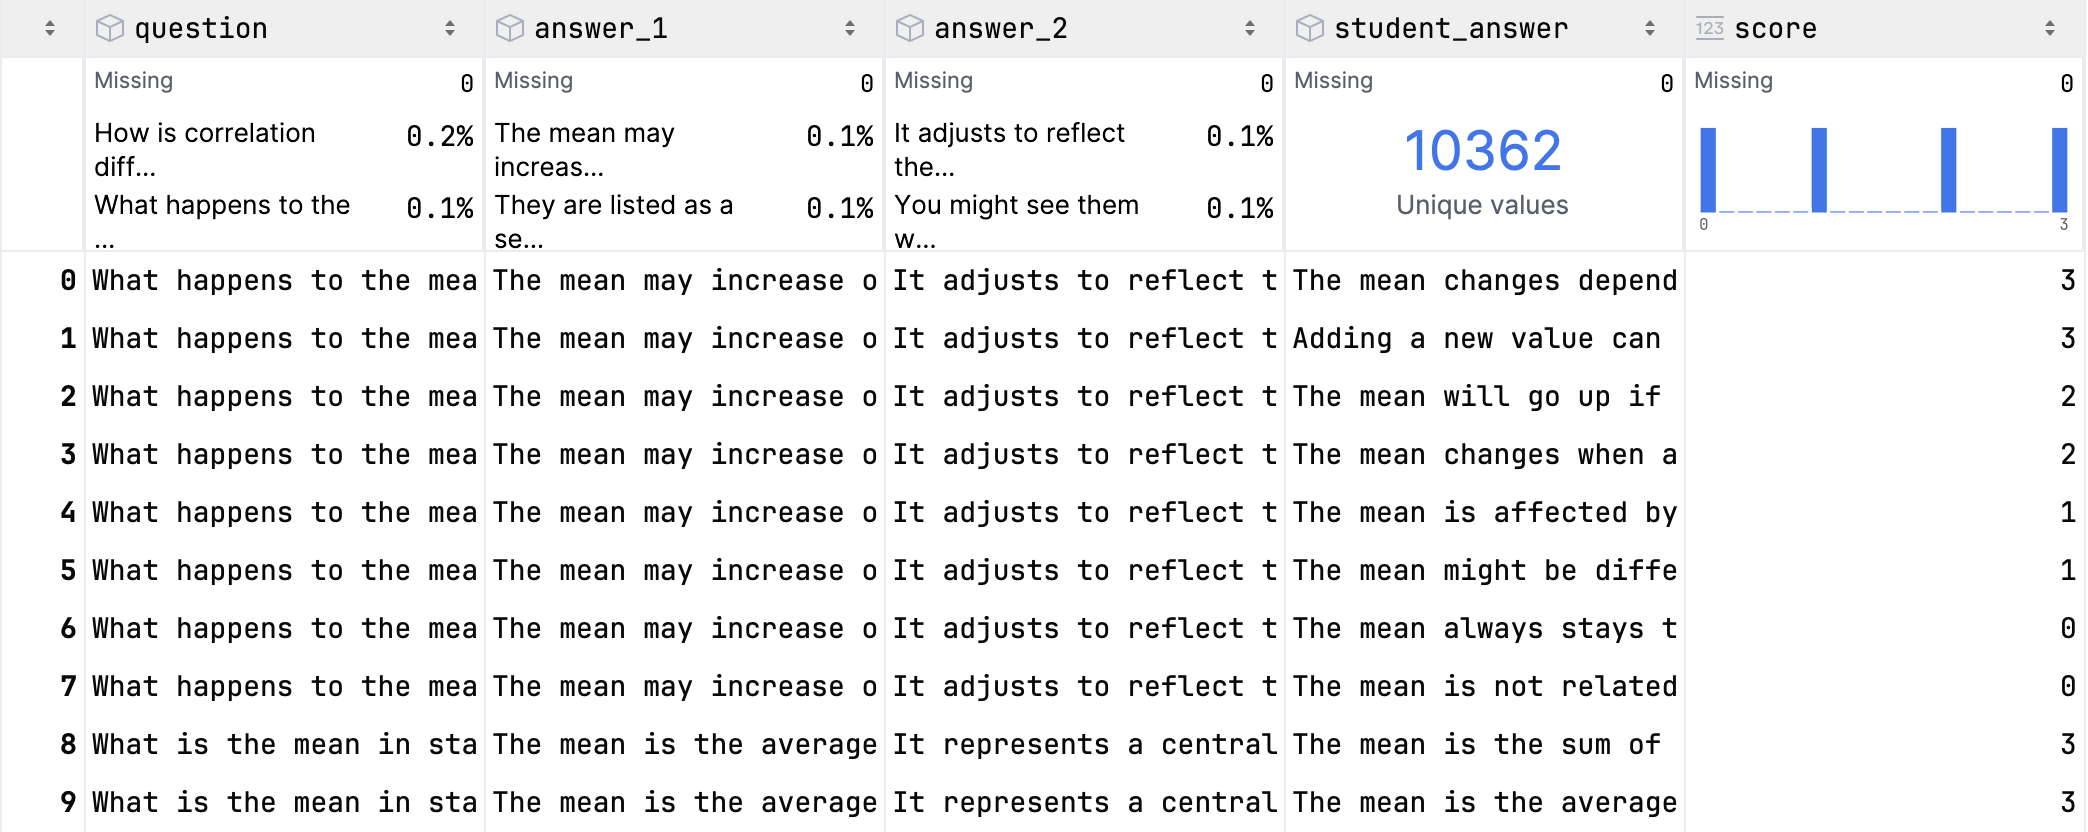 question answer_1 answer_2 student_answer 123 score
Missing 0 Missing 0 Missing 0 Missing 0 Missing 0
How is correlation diff... 0.2% The mean may increas... 0.1% It adjusts to reflect the... 0.1% 10362
What happens to the ... 0.1% They are listed as a se... 0.1% You might see them w... 0.1% Unique values 0 3
0 What happens to the mea The mean may increase o It adjusts to reflect t The mean changes depend 3
1 What happens to the mea The mean may increase o It adjusts to reflect t Adding a new value can 3
2 What happens to the mea The mean may increase o It adjusts to reflect t The mean will go up if 2
3 What happens to the mea The mean may increase o It adjusts to reflect t The mean changes when a 2
4 What happens to the mea The mean may increase o It adjusts to reflect t The mean is affected by 1
5 What happens to the mea The mean may increase o It adjusts to reflect t The mean might be diffe 1
6 What happens to the mea The mean may increase o It adjusts to reflect t The mean always stays t 0
7 What happens to the mea The mean may increase o It adjusts to reflect t The mean is not related 0
8 What is the mean in sta The mean is the average It represents a central The mean is the sum of 3
9 What is the mean in sta The mean is the average It represents a central The mean is the average 3